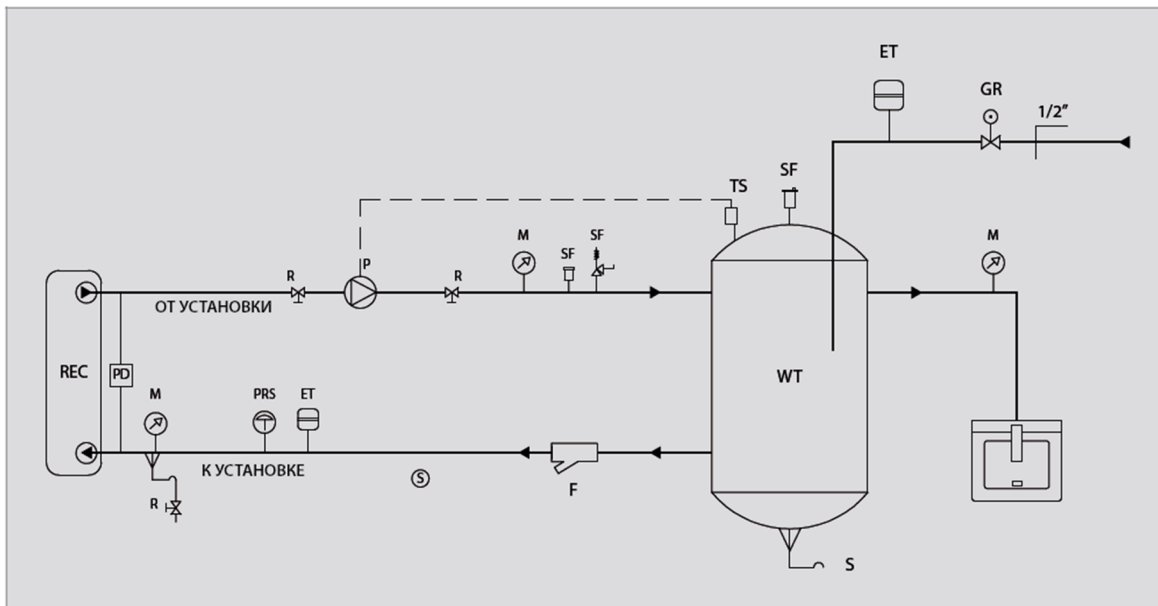 ET
GR
1/2"
TS
SF
M
SF
SF
M
R
P
R
ОТ УСТАНОВКИ
REC
PD
WT
M
PRS
ET
К УСТАНОВКЕ
S
F
R
S